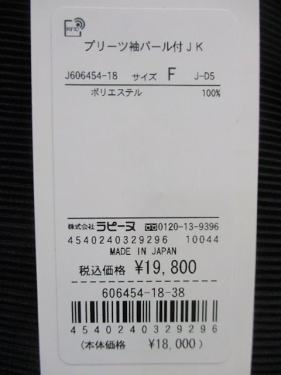 RFID
プリーツ袖パール付JK
J606454-18 サイズ F J-D5
ポリエステル 100%
株式会社ラピーヌ 0120-13-9396
4540240329296 10044
MADE IN JAPAN
税込価格 ¥19,800
606454-18-38
4540240329296
(本体価格 ¥18,000)